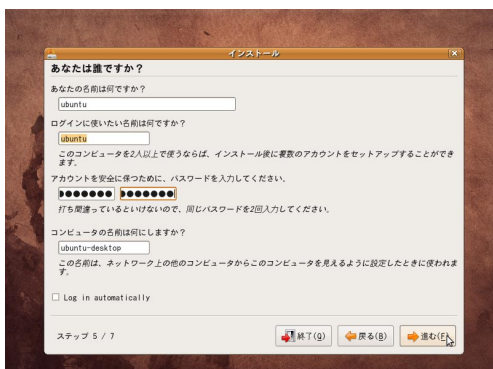 インストール
あなたは誰ですか？
あなたの名前は何ですか？
ubuntu
ログインに使いたい名前は何ですか？
ubuntu
このコンピュータを2人以上で使うならば、インストール後に複数のアカウントをセットアップすることができ
ます。
アカウントを安全に保つために、パスワードを入力してください。
打ち間違っているといけないので、同じパスワードを2回入力してください。
コンピュータの名前は何にしますか？
ubuntu-desktop
この名前は、ネットワーク上の他のコンピュータからこのコンピュータを見えるように設定したときに使われま
す。
Log in automatically
ステップ 5 / 7
終了(Q)
戻る(B)
進む(F)